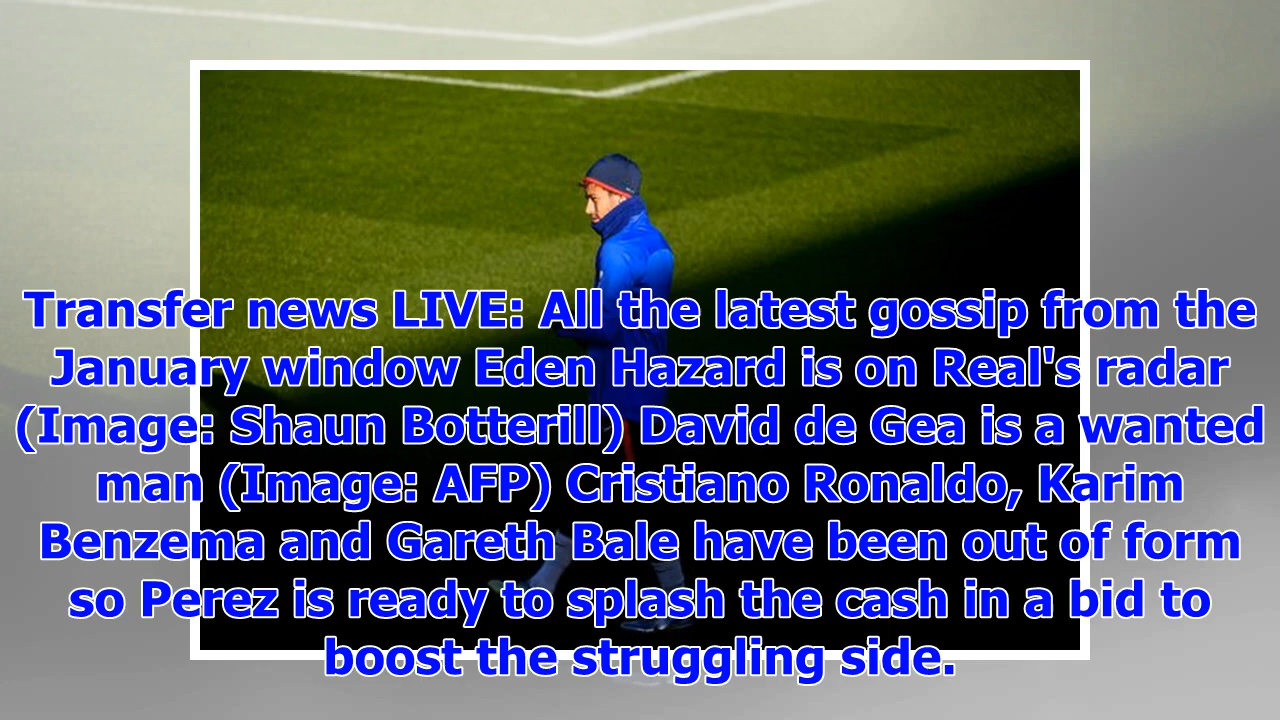 Transfer news LIVE: All the latest gossip from the
January window Eden Hazard is on Real's radar
(Image: Shaun Botterill) David de Gea is a wanted
man (Image: AFP) Cristiano Ronaldo, Karim
Benzema and Gareth Bale have been out of form
so Perez is ready to splash the cash in a bid to
boost the struggling side.